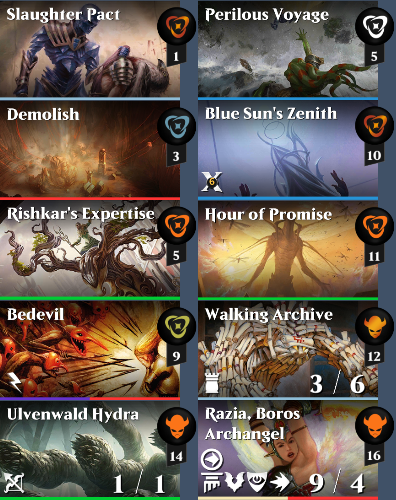 Slaughter Pact
1
Perilous Voyage
5
Demolish
3
Blue Sun's Zenith
X 6
10
Rishkar's Expertise
5
Hour of Promise
11
Bedevil
9
Walking Archive
12
3 / 6
Ulvenwald Hydra
14
1 / 1
Razia, Boros
Archangel
16
9 / 4